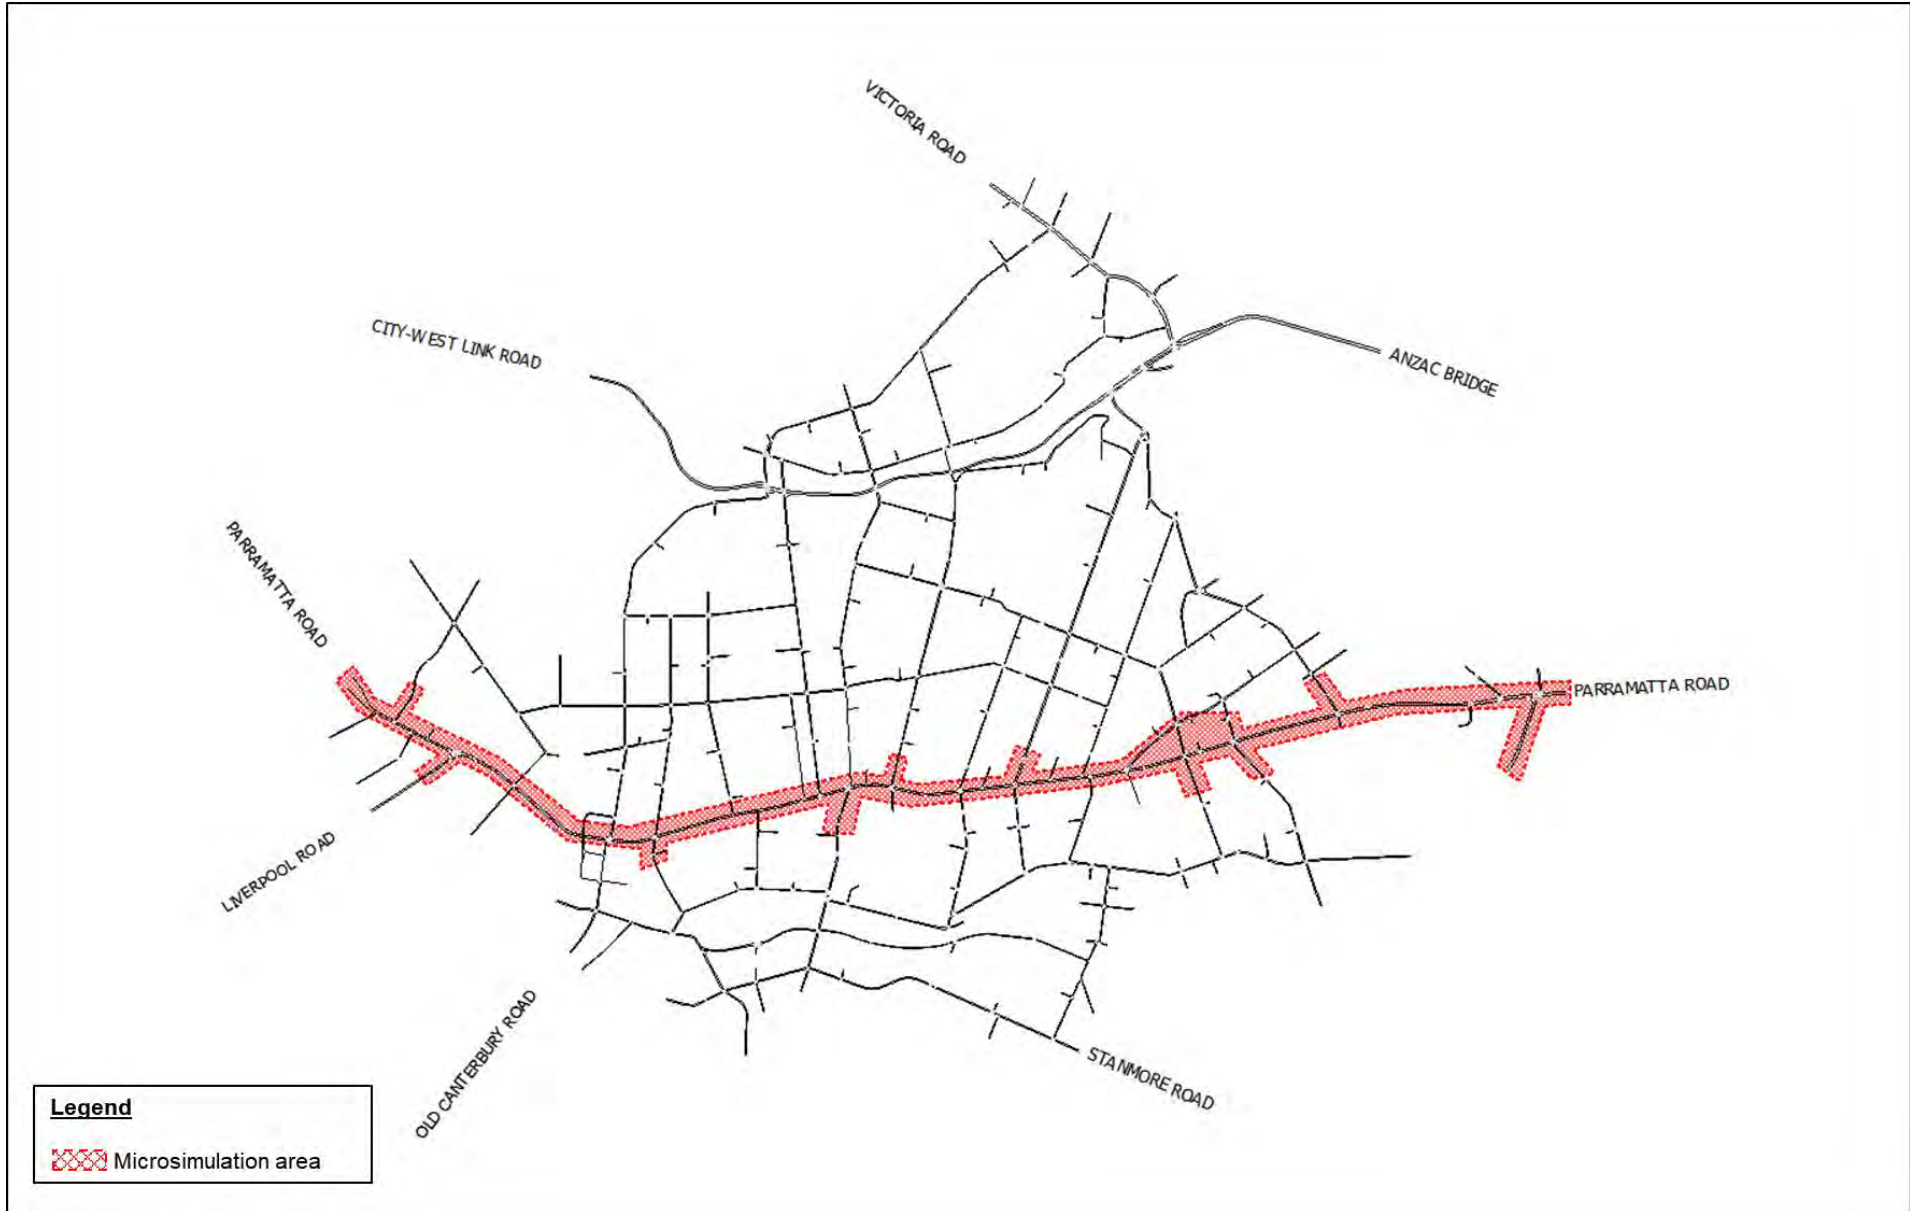 VICTORIA ROAD
CITY-WEST LINK ROAD
ANZAC BRIDGE
PARRAMATTA ROAD
PARRAMATTA ROAD
LIVERPOOL ROAD
OLD CANTERBURY ROAD
STANMORE ROAD
Legend
Microsimulation area